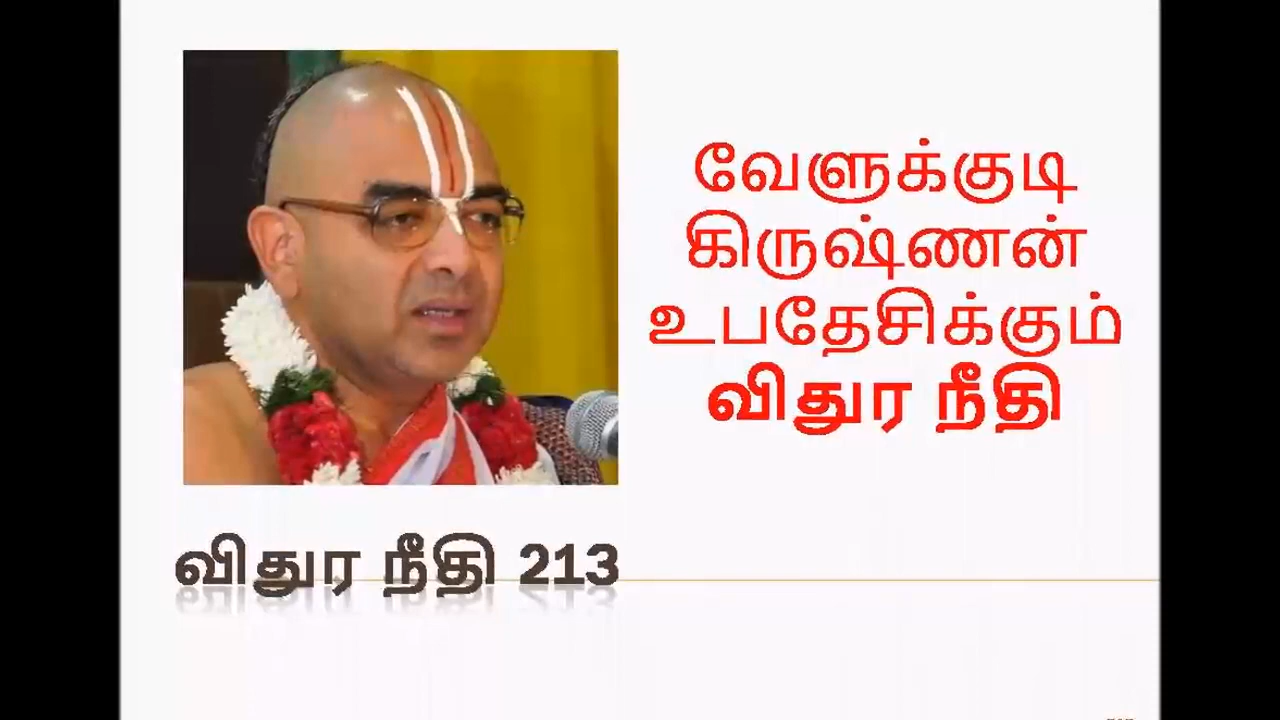 வேளுக்குடி
கிருஷ்ணன்
உபதேசிக்கும்
விதுர நீதி
விதுர நீதி 213